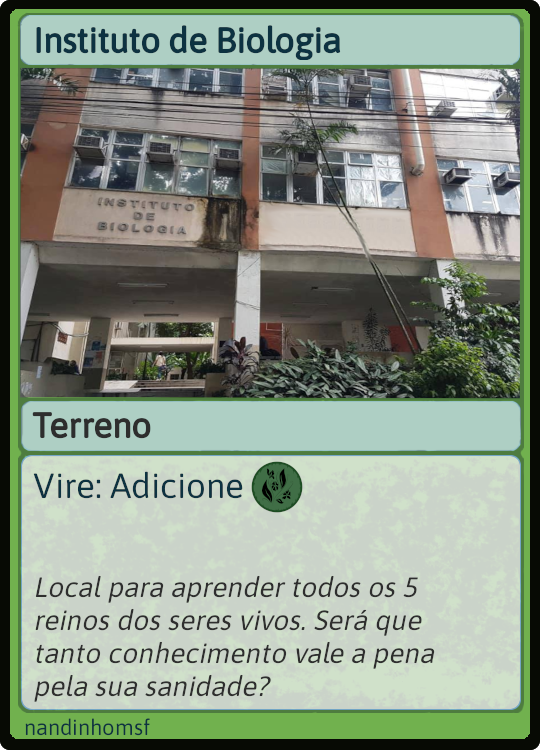 Instituto de Biologia
INSTITUTO
DE
BIOLOGIA
Terreno
Vire: Adicione
Local para aprender todos os 5
reinos dos seres vivos. Será que
tanto conhecimento vale a pena
pela sua sanidade?
nandinhomsf